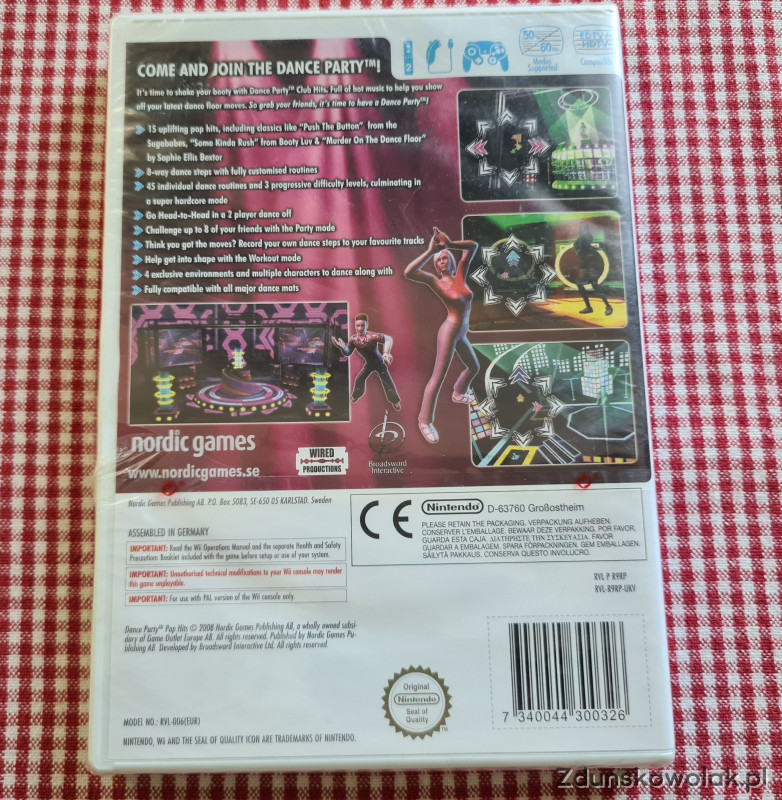 COME AND JOIN THE DANCE PARTY™!
It's time to shake your booty with Dance Party™ Club Hits. Full of hot music to help you show
off your latest dance floor moves. So grab your friends, it's time to have a Dance Party™!
15 uplifting pop hits, including classics like "Push The Button" from the
Sugababes, "Some Kinda Rush" from Booty Luv & "Murder On The Dance Floor"
by Sophie Ellis Bextor
8-way dance steps with fully customised routines
45 individual dance routines and 3 progressive difficulty levels, culminating in
a super hardcore mode
Go Head-to-Head in a 2 player dance off
Challenge up to 8 of your friends with the Party mode
Think you got the moves? Record your own dance steps to your favourite tracks
Help get into shape with the Workout mode
4 exclusive environments and multiple characters to dance along with
Fully compatible with all major dance mats
2
50Hz
60Hz
Modes
Supported
EDTV/
HDTV
nordic games
www.nordicgames.se
WIRED
PRODUCTIONS
Broadsword
Interactive
Nordic Games Publishing AB. P.O. Box 5083, SE-650 05 KARLSTAD. Sweden
ASSEMBLED IN GERMANY
IMPORTANT: Read the Wii Operations Manual and the separate Health and Safety
Precautions Booklet included with the game before setup or use of your system.
IMPORTANT: Unauthorised technical modifications to your Wii console may render
this game unplayable.
IMPORTANT: For use with PAL version of the Wii console only.
CE
Nintendo D-63760 Großostheim
PLEASE RETAIN THE PACKAGING. VERPACKUNG AUFHEBEN.
CONSERVER L'EMBALLAGE. BEWAAR DEZE VERPAKKING. POR FAVOR,
GUARDA ESTA CAJA. ΔΙΑΤΗΡΗΣΤΕ ΤΗΝ ΣΥΣΚΕΥΑΣΙΑ. FAVOR
GUARDAR A EMBALAGEM. SPARA FÖRPACKNINGEN. GEM EMBALLAGEN.
SÄILYTÄ PAKKAUS. CONSERVA QUESTO INVOLUCRO.
RVL P R9RP
RVL-R9RP-UKV
Dance Party™ Pop Hits © 2008 Nordic Games Publishing AB, a wholly owned subsi-
diary of Game Outlet Europe AB. All rights reserved. Published by Nordic Games Pu-
blishing AB. Developed by Broadsword Interactive Ltd. All rights reserved.
Original
Nintendo
Seal of
Quality
TM
7 340044 300326
MODEL NO.: RVL-006(EUR)
NINTENDO, Wii AND THE SEAL OF QUALITY ICON ARE TRADEMARKS OF NINTENDO.
Zdunskowolak.pl